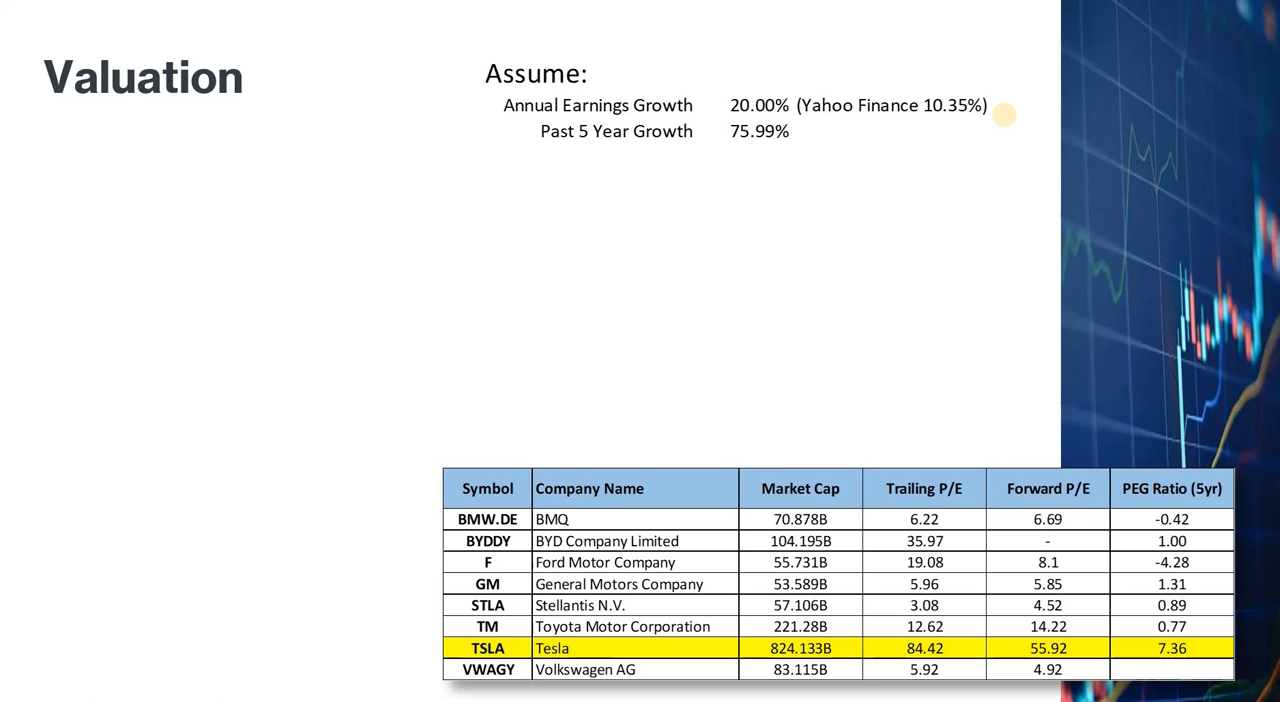 Valuation
Assume:
Annual Earnings Growth 20.00% (Yahoo Finance 10.35%)
Past 5 Year Growth 75.99%
Symbol Company Name Market Cap Trailing P/E Forward P/E PEG Ratio (5yr)
BMW.DE BMQ 70.878B 6.22 6.69 -0.42
BYDDY BYD Company Limited 104.195B 35.97 - 1.00
F Ford Motor Company 55.731B 19.08 8.1 -4.28
GM General Motors Company 53.589B 5.96 5.85 1.31
STLA Stellantis N.V. 57.106B 3.08 4.52 0.89
TM Toyota Motor Corporation 221.28B 12.62 14.22 0.77
TSLA Tesla 824.133B 84.42 55.92 7.36
VWAGY Volkswagen AG 83.115B 5.92 4.92